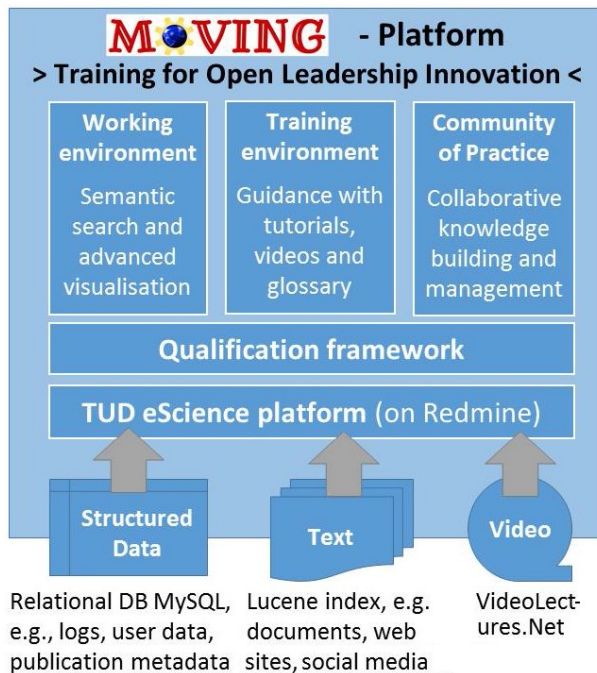 MOVING - Platform
> Training for Open Leadership Innovation <
Working
environment
Semantic
search and
advanced
visualisation
Training
environment
Guidance with
tutorials,
videos and
glossary
Community
of Practice
Collaborative
knowledge
building and
management
Qualification framework
TUD eScience platform (on Redmine)
Structured
Data
Text
Video
Relational DB MySQL,
e.g., logs, user data,
publication metadata
Lucene index, e.g.
documents, web
sites, social media
VideoLect-
ures.Net